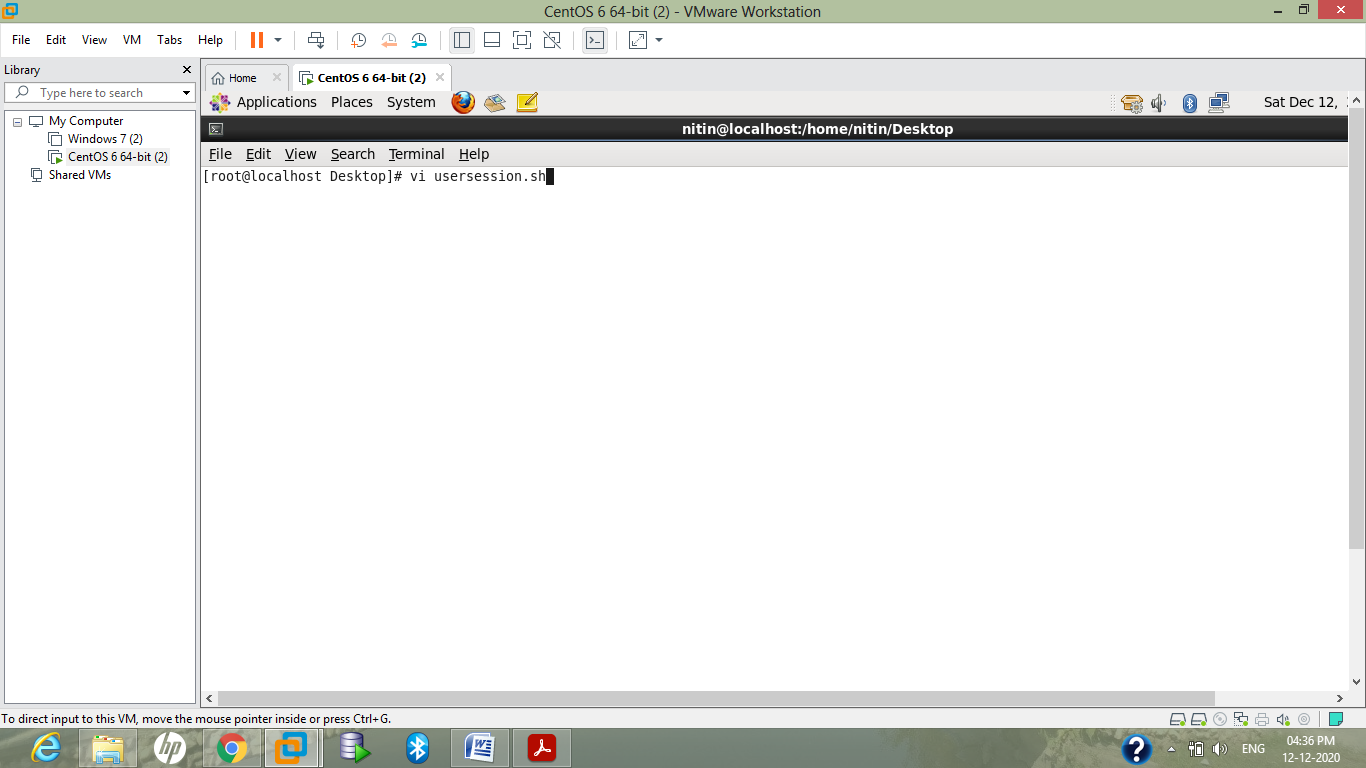 CentOS 6 64-bit (2) - VMware Workstation
File Edit View VM Tabs Help
Library
Type here to search
My Computer
Windows 7 (2)
CentOS 6 64-bit (2)
Shared VMs
Home CentOS 6 64-bit (2)
Applications Places System Sat Dec 12,
nitin@localhost:/home/nitin/Desktop
File Edit View Search Terminal Help
[root@localhost Desktop]# vi usersession.sh
To direct input to this VM, move the mouse pointer inside or press Ctrl+G.
hp
ENG
04:36 PM
12-12-2020